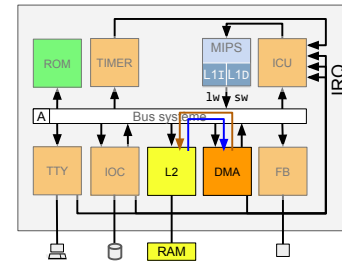 ROM
TIMER
MIPS
L1I L1D
ICU
IRQ
lw sw
A Bus système
TTY
IOC
L2
DMA
FB
RAM